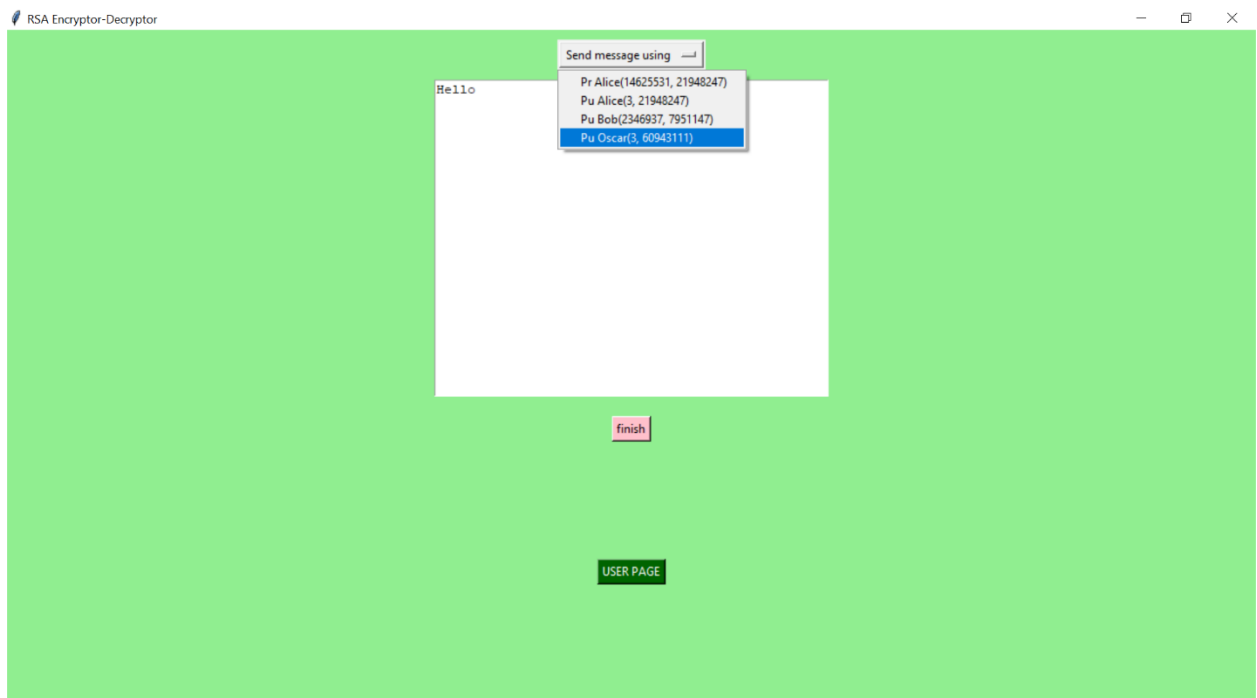 RSA Encryptor-Decryptor
Send message using
Pr Alice(14625531, 21948247)
Pu Alice(3, 21948247)
Pu Bob(2346937, 7951147)
Pu Oscar(3, 60943111)
Hello
finish
USER PAGE